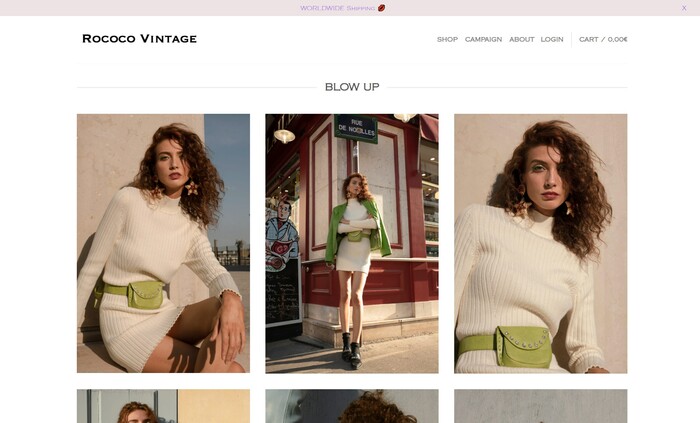 WORLDWIDE Shipping 💋
X
Rococo Vintage
SHOP CAMPAIGN ABOUT LOGIN CART / 0,00€
BLOW UP
RUE
DE NOAILLES